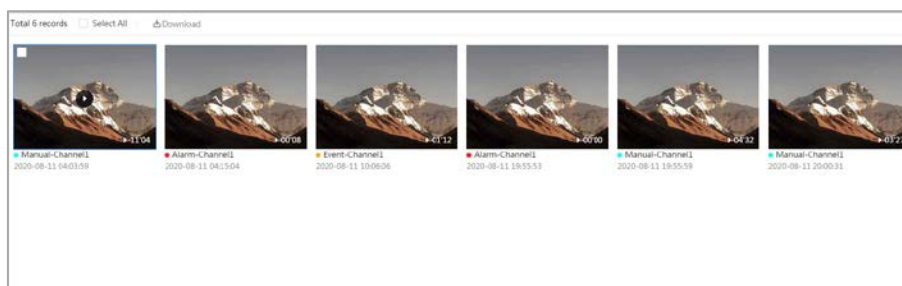 Total 6 records Select All Download
11:04 00:08 01:12 00:00 04:32 03:27
Manual-Channel1 Alarm-Channel1 Event-Channel1 Alarm-Channel1 Manual-Channel1 Manual-Channel1
2020-08-11 04:03:59 2020-08-11 04:15:04 2020-08-11 10:06:06 2020-08-11 19:55:53 2020-08-11 19:55:59 2020-08-11 20:00:31